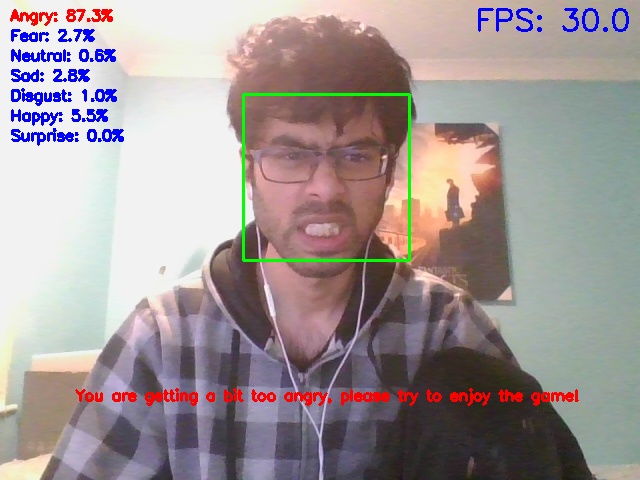 Angry: 87.3%
FPS: 30.0
Fear: 2.7%
Neutral: 0.6%
Sad: 2.8%
Disgust: 1.0%
Happy: 5.5%
Surprise: 0.0%
You are getting a bit too angry, please try to enjoy the game!